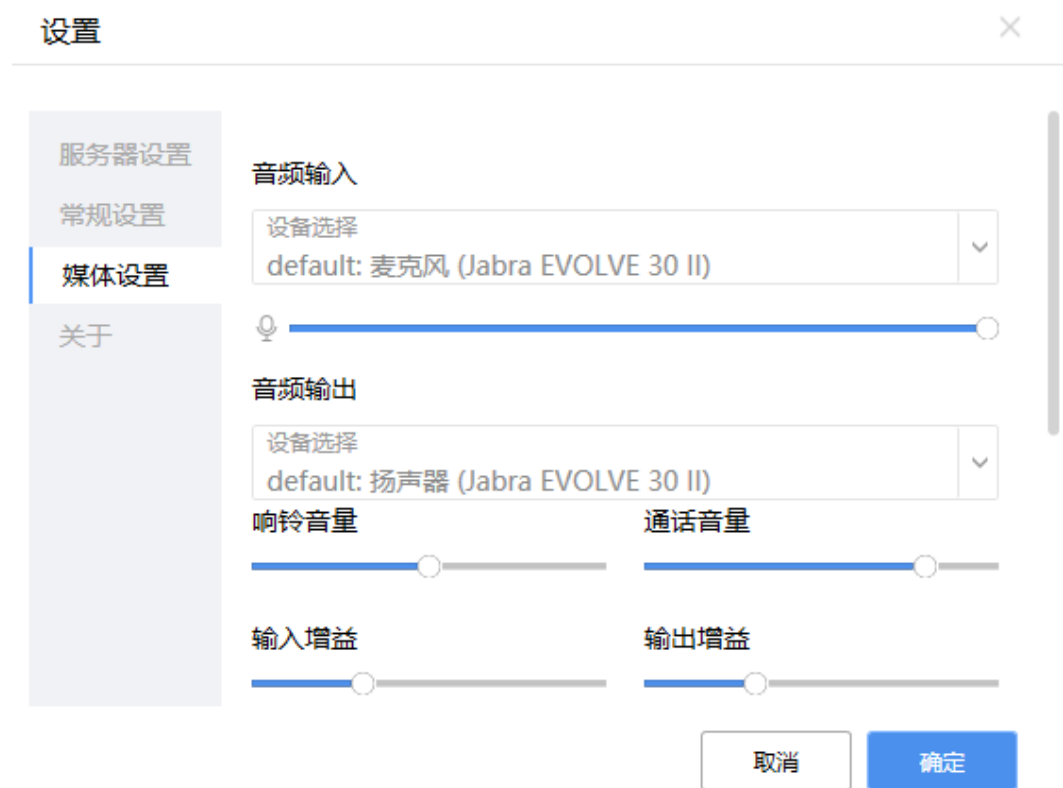 设置
服务器设置
常规设置
媒体设置
关于
音频输入
设备选择
default: 麦克风 (Jabra EVOLVE 30 II)
音频输出
设备选择
default: 扬声器 (Jabra EVOLVE 30 II)
响铃音量
通话音量
输入增益
输出增益
取消
确定